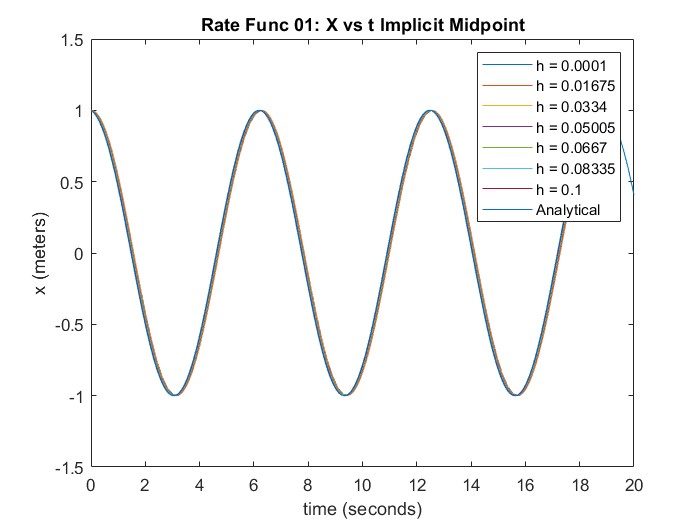 Rate Func 01: X vs t Implicit Midpoint
1.5
1
0.5
0
-0.5
-1
-1.5
x (meters)
h = 0.0001
h = 0.01675
h = 0.0334
h = 0.05005
h = 0.0667
h = 0.08335
h = 0.1
Analytical
0 2 4 6 8 10 12 14 16 18 20
time (seconds)